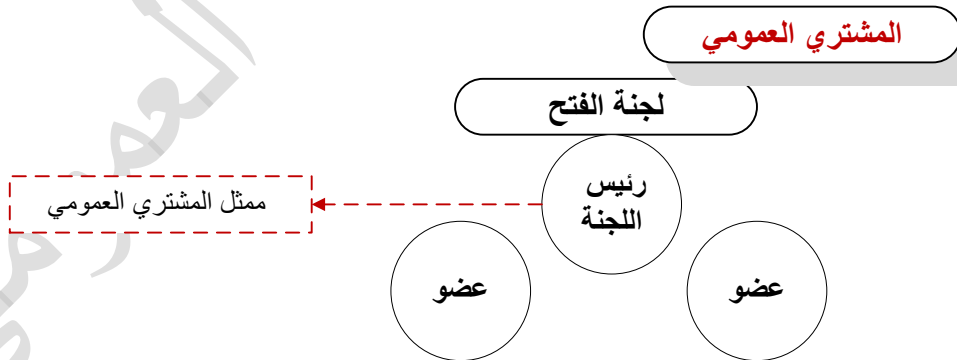 المشتري العمومي
لجنة الفتح
رئيس
اللجنة
ممثل المشتري العمومي
عضو
عضو